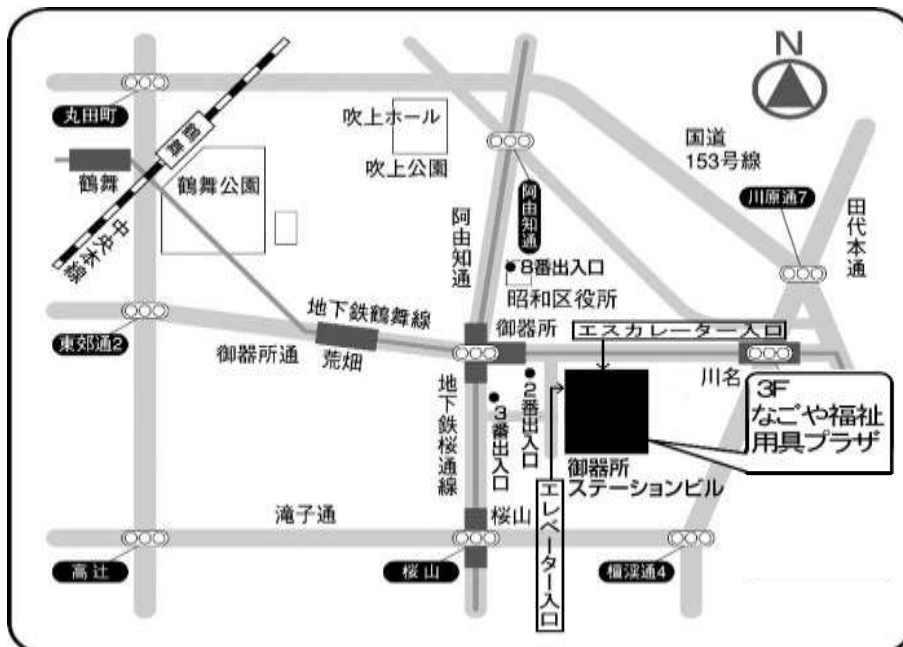 N
丸田町
鶴舞
吹上ホール
国道
153号線
鶴舞
鶴舞公園
吹上公園
阿由知通
川原通7
中央本線
阿由知通
田代本通
8番出入口
昭和区役所
地下鉄鶴舞線
御器所
エスカレーター入口
東郊通2
御器所通
荒畑
川名
3F
なごや福祉
用具プラザ
地下鉄桜通線
3番出入口
2番出入口
御器所
ステーションビル
エレベーター入口
滝子通
桜山
高辻
桜山
檀渓通4